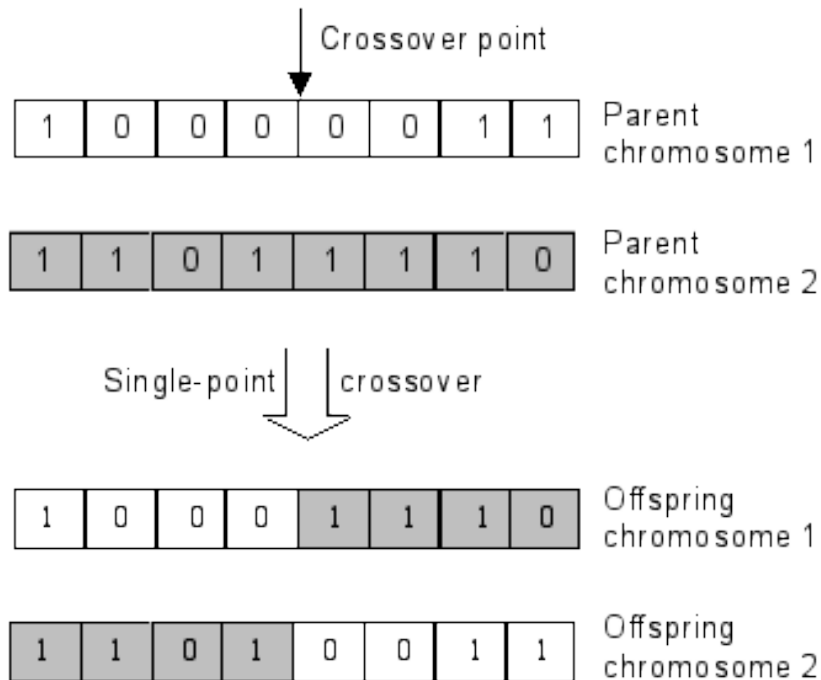 Crossover point
1 0 0 0 0 0 1 1
Parent
chromosome 1
1 1 0 1 1 1 1 0
Parent
chromosome 2
Single-point crossover
1 0 0 0 1 1 1 0
Offspring
chromosome 1
1 1 0 1 0 0 1 1
Offspring
chromosome 2